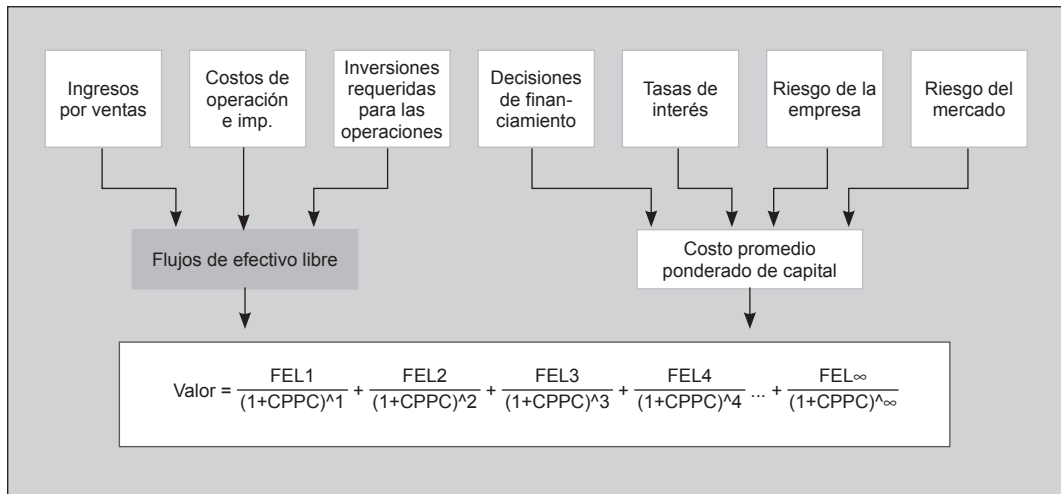 Ingresos
por ventas
Costos de
operación
e imp.
Inversiones
requeridas
para las
operaciones
Decisiones
de finan-
ciamiento
Tasas de
interés
Riesgo de la
empresa
Riesgo del
mercado
Flujos de efectivo libre
Costo promedio
ponderado de capital
Valor = FEL1/(1+CPPC)^1 + FEL2/(1+CPPC)^2 + FEL3/(1+CPPC)^3 + FEL4/(1+CPPC)^4 ... + FEL∞/(1+CPPC)^∞